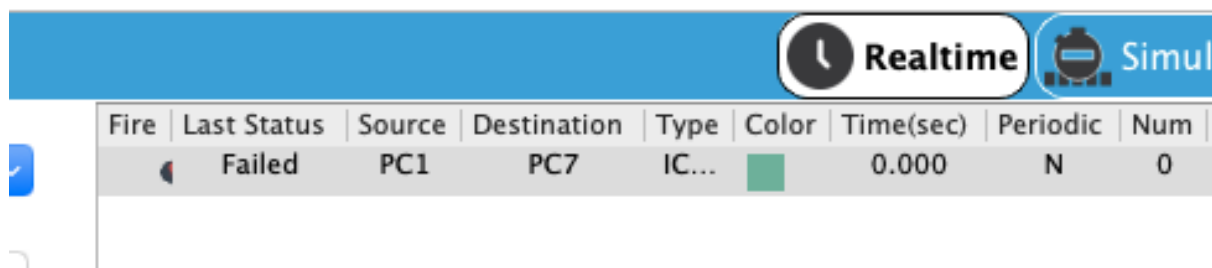 Realtime Simul
Fire Last Status Source Destination Type Color Time(sec) Periodic Num
Failed PC1 PC7 IC... 0.000 N 0